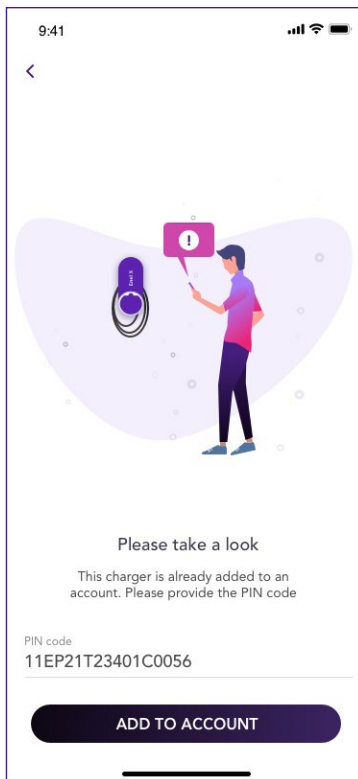 9:41
Enel X
Please take a look
This charger is already added to an
account. Please provide the PIN code
PIN code
11EP21T23401C0056
ADD TO ACCOUNT